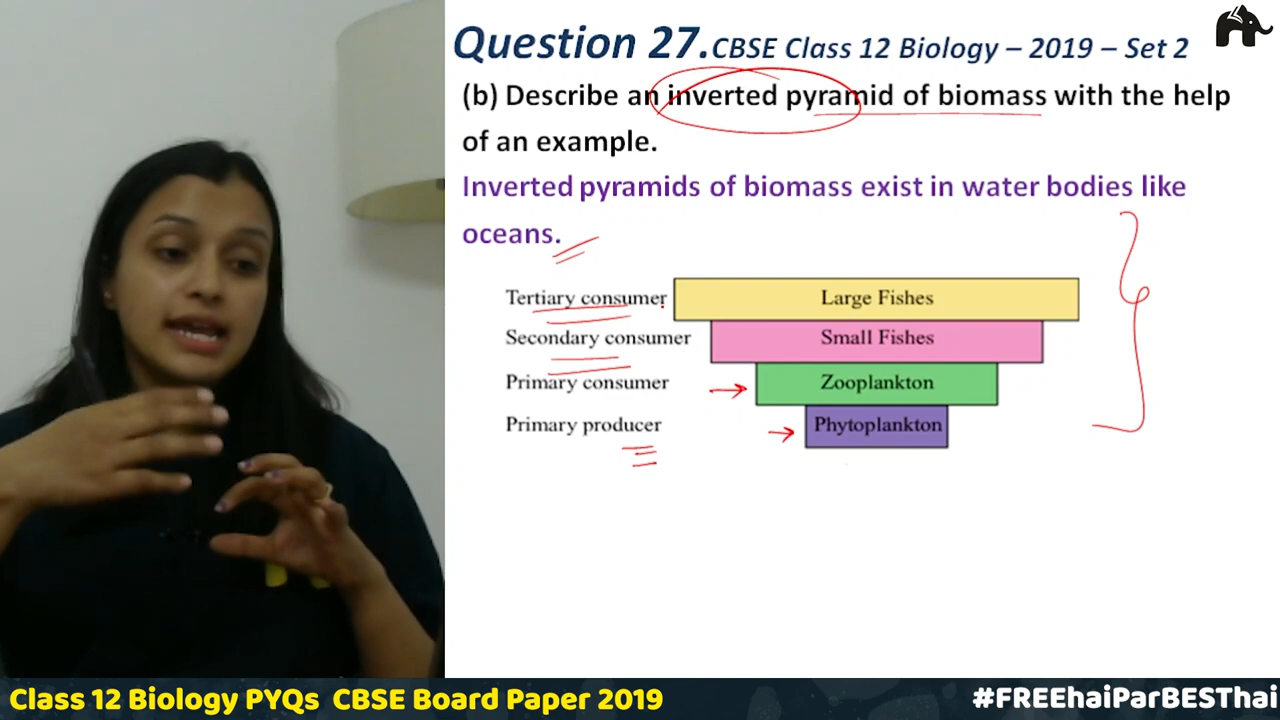 Question 27.CBSE Class 12 Biology – 2019 – Set 2
(b) Describe an inverted pyramid of biomass with the help
of an example.
Inverted pyramids of biomass exist in water bodies like
oceans.
Tertiary consumer Large Fishes
Secondary consumer Small Fishes
Primary consumer Zooplankton
Primary producer Phytoplankton
Class 12 Biology PYQs CBSE Board Paper 2019
#FREEhaiParBESThai